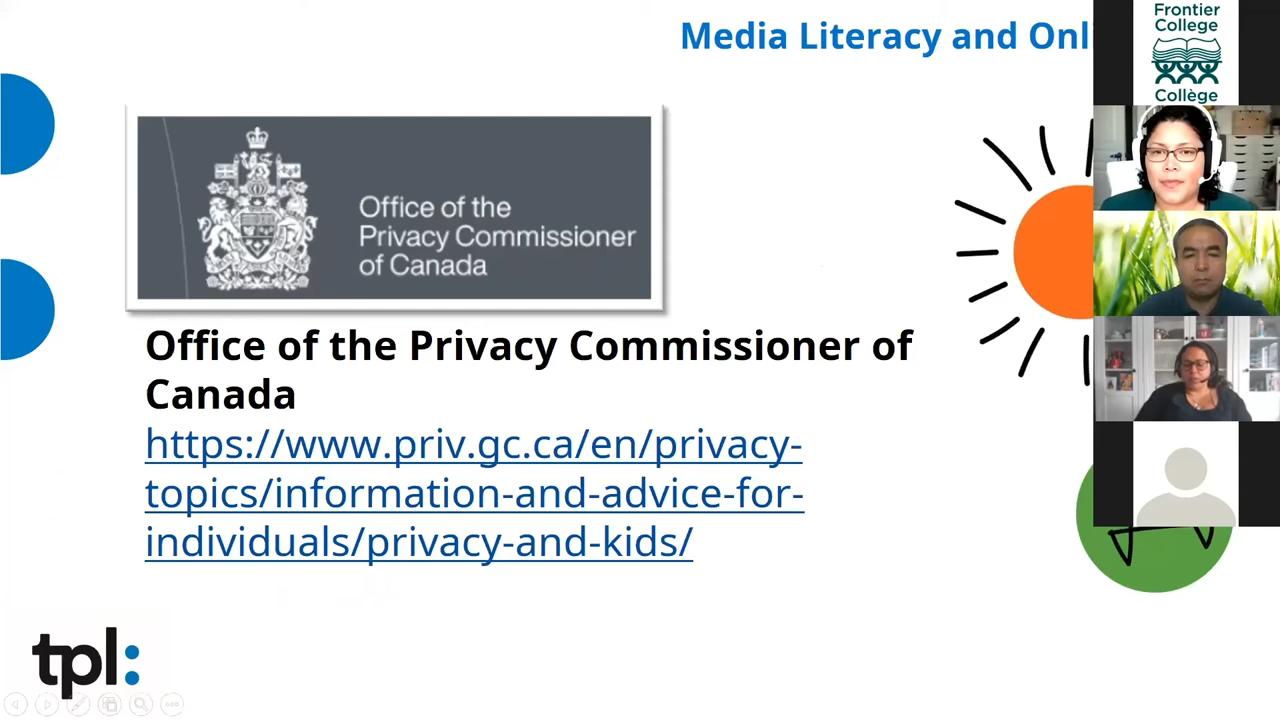 Media Literacy and Onl
Frontier
College
Collège
Office of the
Privacy Commissioner
of Canada
Office of the Privacy Commissioner of
Canada
https://www.priv.gc.ca/en/privacy-
topics/information-and-advice-for-
individuals/privacy-and-kids/
tpl: